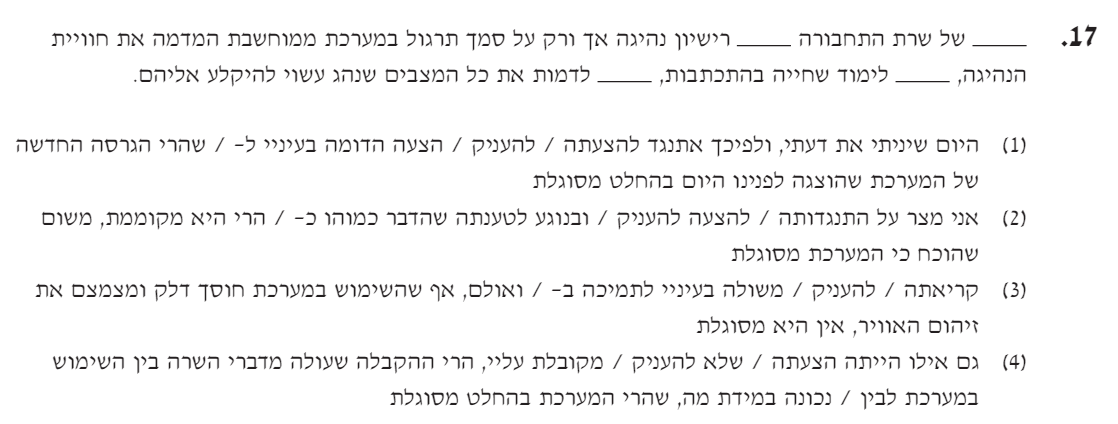 17. _____ של שרת התחבורה _____ רישיון נהיגה אך ורק על סמך תרגול במערכת ממוחשבת המדמה את חוויית
הנהיגה, _____ לימוד שחייה בהתכתבות, _____ לדמות את כל המצבים שנהג עשוי להיקלע אליהם.
(1) היום שיניתי את דעתי, ולפיכך אתנגד להצעתה / להעניק / הצעה הדומה בעיניי ל- / שהרי הגרסה החדשה
של המערכת שהוצגה לפנינו היום בהחלט מסוגלת
(2) אני מצר על התנגדותה / להצעה להעניק / ובנוגע לטענתה שהדבר כמוהו כ- / הרי היא מקוממת, משום
שהוכח כי המערכת מסוגלת
(3) קריאתה / להעניק / משולה בעיניי לתמיכה ב- / ואולם, אף שהשימוש במערכת חוסך דלק ומצמצם את
זיהום האוויר, אין היא מסוגלת
(4) גם אילו הייתה הצעתה / שלא להעניק / מקובלת עליי, הרי ההקבלה שעולה מדברי השרה בין השימוש
במערכת לבין / נכונה במידת מה, שהרי המערכת בהחלט מסוגלת